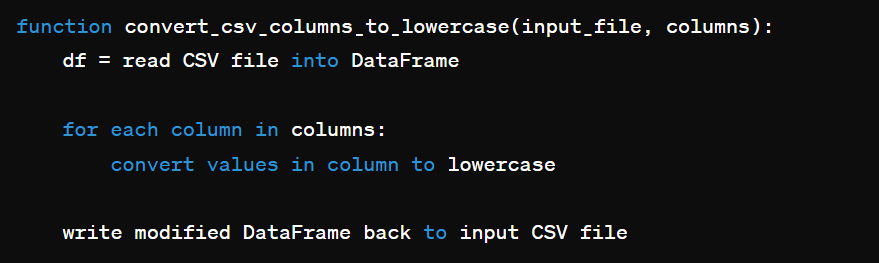 function convert_csv_columns_to_lowercase(input_file, columns):
    df = read CSV file into DataFrame
    for each column in columns:
        convert values in column to lowercase
    write modified DataFrame back to input CSV file